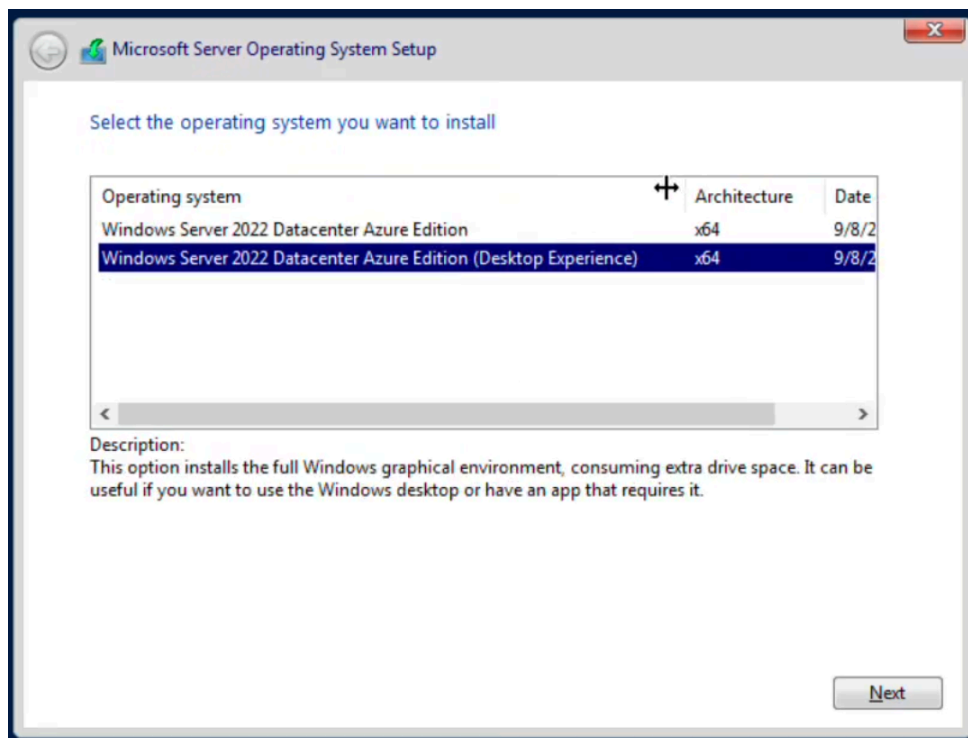 Microsoft Server Operating System Setup
Select the operating system you want to install
Operating system Architecture Date
Windows Server 2022 Datacenter Azure Edition x64 9/8/2
Windows Server 2022 Datacenter Azure Edition (Desktop Experience) x64 9/8/2
Description:
This option installs the full Windows graphical environment, consuming extra drive space. It can be
useful if you want to use the Windows desktop or have an app that requires it.
Next